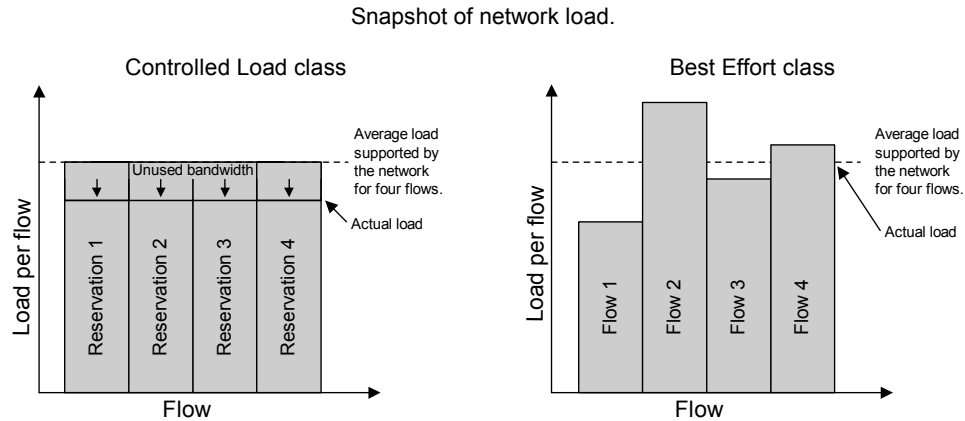 Snapshot of network load.
Controlled Load class
Load per flow
Unused bandwidth
Reservation 1
Reservation 2
Reservation 3
Reservation 4
Average load
supported by
the network
for four flows.
Actual load
Flow
Best Effort class
Load per flow
Flow 1
Flow 2
Flow 3
Flow 4
Average load
supported by
the network
for four flows.
Actual load
Flow